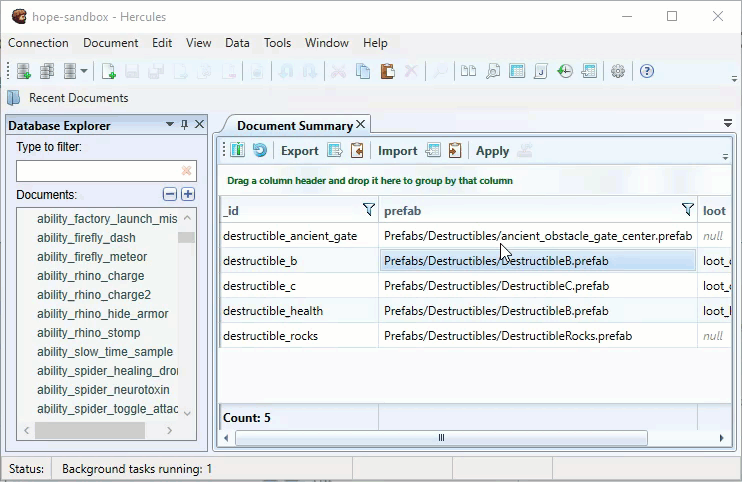 hope-sandbox - Hercules
Connection Document Edit View Data Tools Window Help
Recent Documents
Database Explorer
Type to filter:
Documents:
ability_factory_launch_mis
ability_firefly_dash
ability_firefly_meteor
ability_rhino_charge
ability_rhino_charge2
ability_rhino_hide_armor
ability_rhino_stomp
ability_slow_time_sample
ability_spider_healing_dro
ability_spider_neurotoxin
ability_spider_toggle_attac
Document Summary
Export Import Apply
Drag a column header and drop it here to group by that column
_id prefab loot
destructible_ancient_gate Prefabs/Destructibles/ancient_obstacle_gate_center.prefab null
destructible_b Prefabs/Destructibles/DestructibleB.prefab loot_
destructible_c Prefabs/Destructibles/DestructibleC.prefab loot_
destructible_health Prefabs/Destructibles/DestructibleB.prefab loot_
destructible_rocks Prefabs/Destructibles/DestructibleRocks.prefab null
Count: 5
Status: Background tasks running: 1